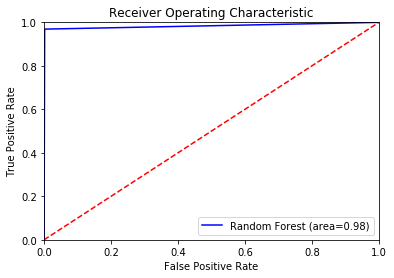 Receiver Operating Characteristic
True Positive Rate
1.0
0.8
0.6
0.4
0.2
0.0
Random Forest (area=0.98)
0.0 0.2 0.4 0.6 0.8 1.0
False Positive Rate